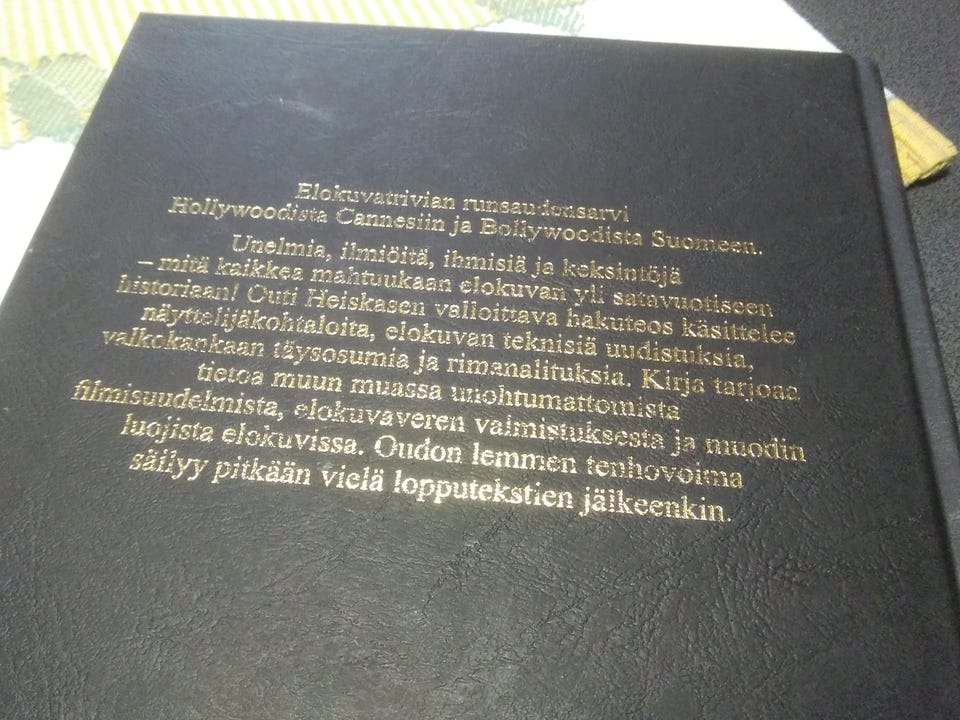 Elokuvatrivian runsaudensarvi
Hollywoodista Cannesiin ja Bollywoodista Suomeen.
Unelmia, ilmiöitä, ihmisiä ja keksintöjä
– mitä kaikkea mahtuukaan elokuvan yli satavuotiseen
historiaan! Outi Heiskasen valloittava hakuteos käsittelee
näyttelijäkohtaloita, elokuvan teknisiä uudistuksia,
valkokankaan täysosumia ja rimanalituksia. Kirja tarjoaa
tietoa muun muassa unohtumattomista
filmisuudelmista, elokuvaveren valmistuksesta ja muodin
luojista elokuvissa. Oudon lemmen tenhovoima
säilyy pitkään vielä lopputekstien jälkeenkin.